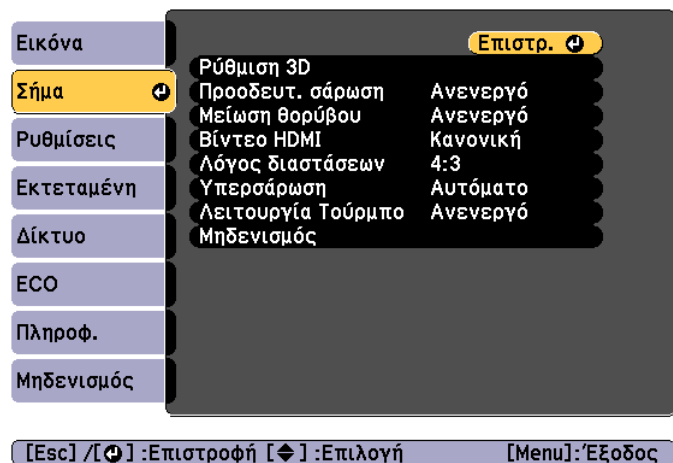 Εικόνα
Σήμα
Ρυθμίσεις
Εκτεταμένη
Δίκτυο
ECO
Πληροφ.
Μηδενισμός
Επιστρ.
Ρύθμιση 3D
Προοδευτ. σάρωση Ανενεργό
Μείωση θορύβου Ανενεργό
Βίντεο HDMI Κανονική
Λόγος διαστάσεων 4:3
Υπερσάρωση Αυτόματο
Λειτουργία Τούρμπο Ανενεργό
Μηδενισμός
[Esc] /[ ] :Επιστροφή [ ] :Επιλογή [Menu]:Έξοδος